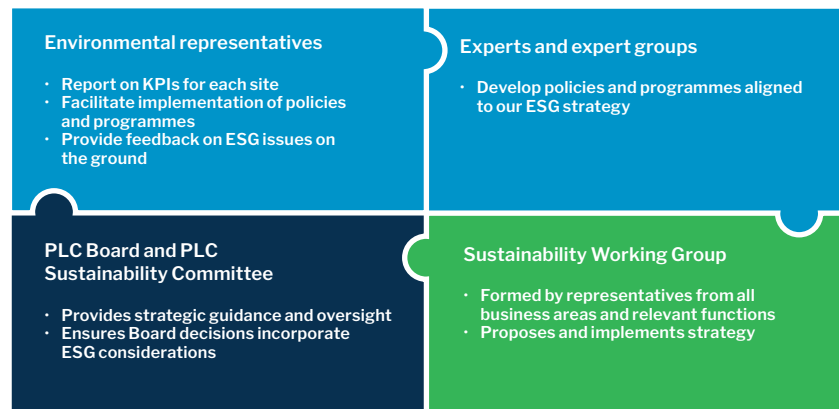 Environmental representatives
• Report on KPIs for each site
• Facilitate implementation of policies
and programmes
• Provide feedback on ESG issues on
the ground
Experts and expert groups
• Develop policies and programmes aligned
to our ESG strategy
PLC Board and PLC
Sustainability Committee
• Provides strategic guidance and oversight
• Ensures Board decisions incorporate
ESG considerations
Sustainability Working Group
• Formed by representatives from all
business areas and relevant functions
• Proposes and implements strategy